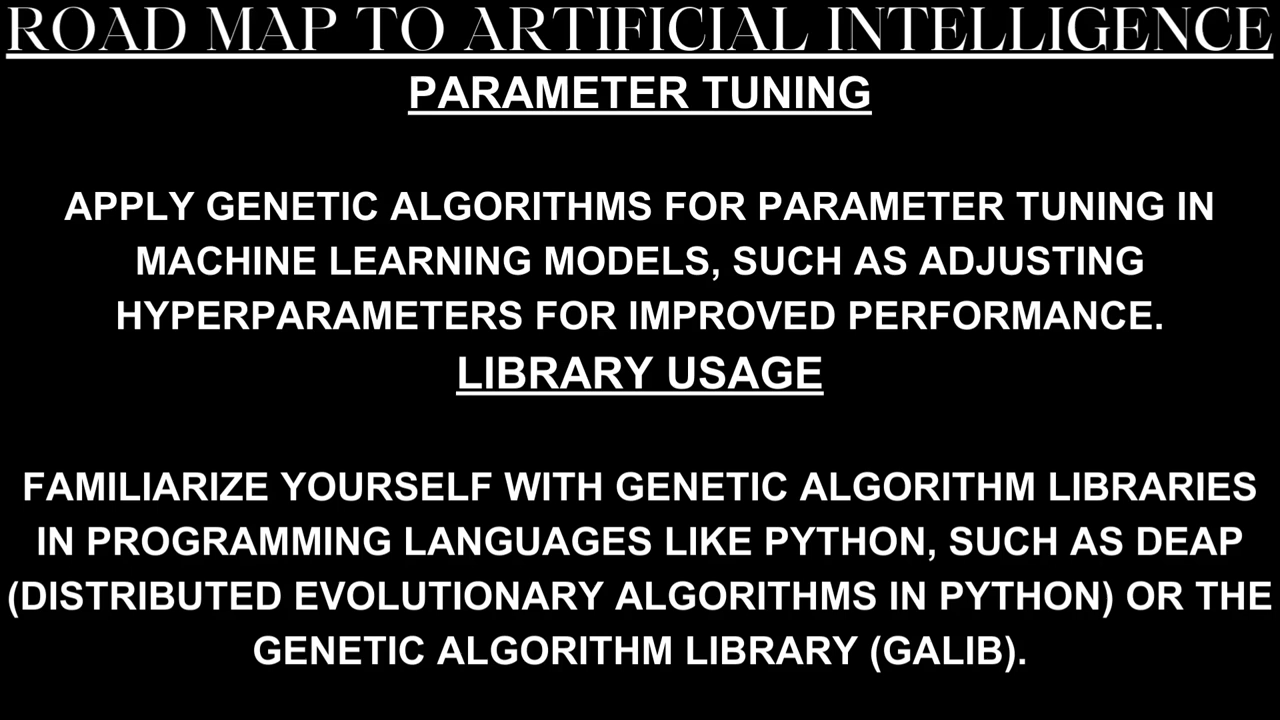 ROAD MAP TO ARTIFICIAL INTELLIGENCE
PARAMETER TUNING
APPLY GENETIC ALGORITHMS FOR PARAMETER TUNING IN
MACHINE LEARNING MODELS, SUCH AS ADJUSTING
HYPERPARAMETERS FOR IMPROVED PERFORMANCE.
LIBRARY USAGE
FAMILIARIZE YOURSELF WITH GENETIC ALGORITHM LIBRARIES
IN PROGRAMMING LANGUAGES LIKE PYTHON, SUCH AS DEAP
(DISTRIBUTED EVOLUTIONARY ALGORITHMS IN PYTHON) OR THE
GENETIC ALGORITHM LIBRARY (GALIB).